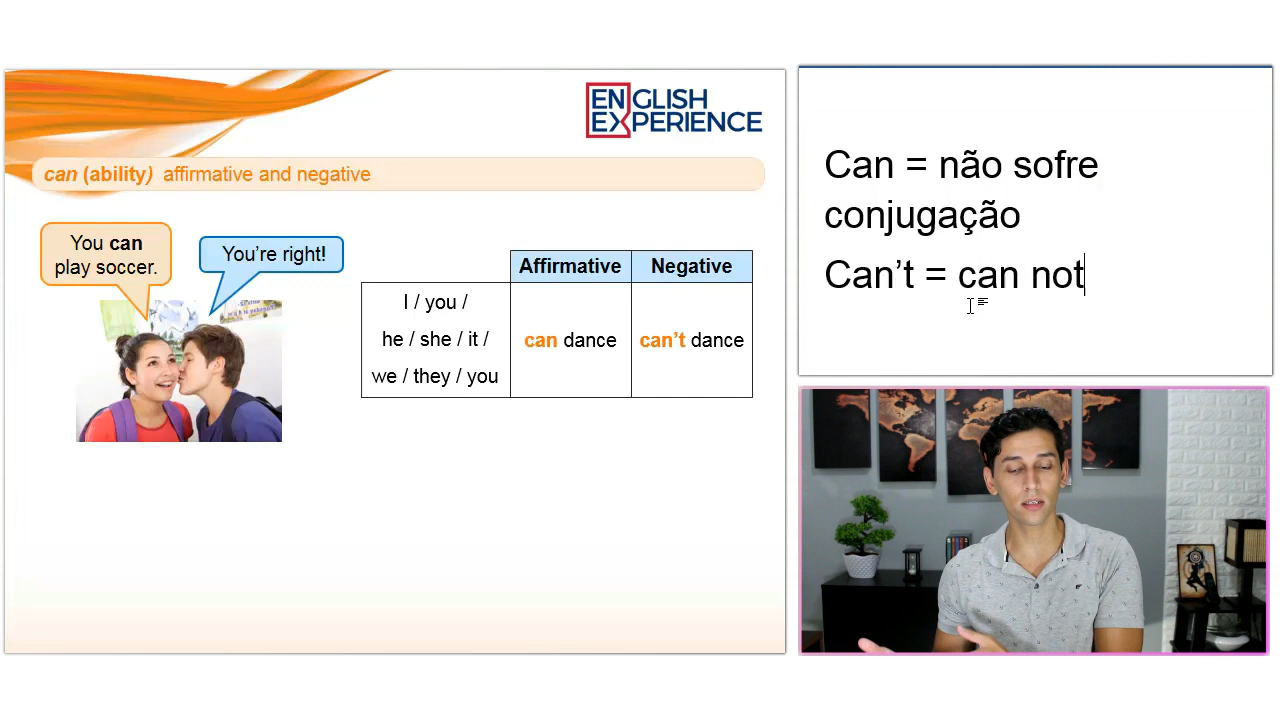 ENGLISH
EXPERIENCE
can (ability) affirmative and negative
You can
play soccer.
You're right!
Affirmative
Negative
I / you /
he / she / it /
we / they / you
can dance
can't dance
Can = não sofre
conjugação
Can't = can not